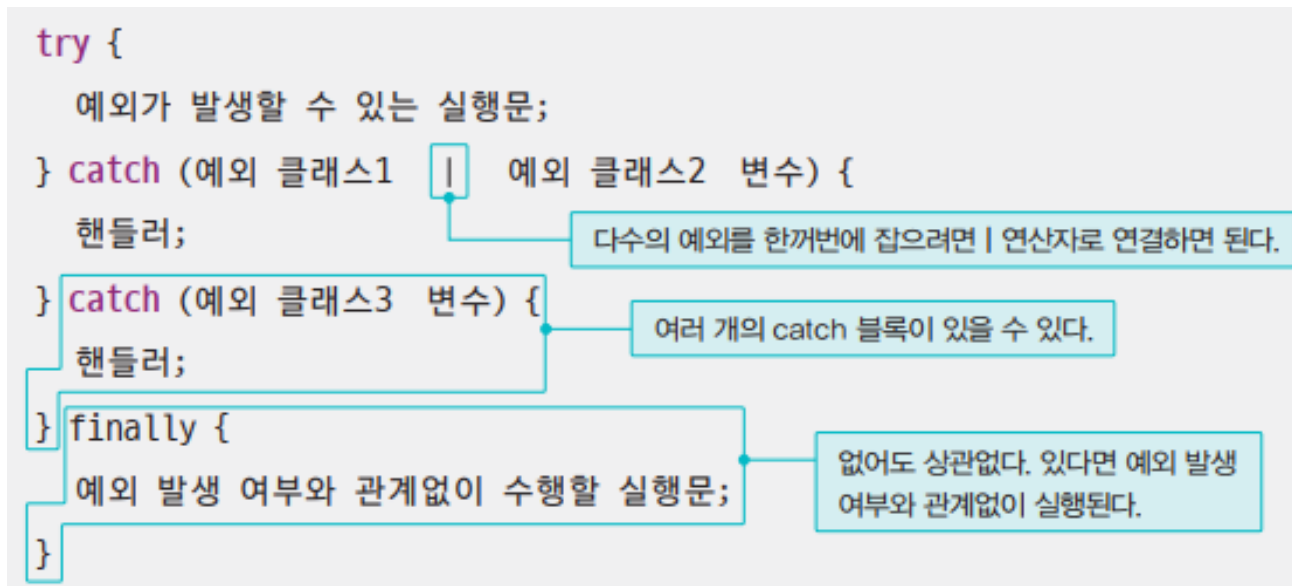 try {
예외가 발생할 수 있는 실행문;
} catch (예외 클래스1 | 예외 클래스2 변수) {
핸들러;
다수의 예외를 한꺼번에 잡으려면 | 연산자로 연결하면 된다.
} catch (예외 클래스3 변수) {
여러 개의 catch 블록이 있을 수 있다.
핸들러;
} finally {
없어도 상관없다. 있다면 예외 발생
여부와 관계없이 실행된다.
예외 발생 여부와 관계없이 수행할 실행문;
}